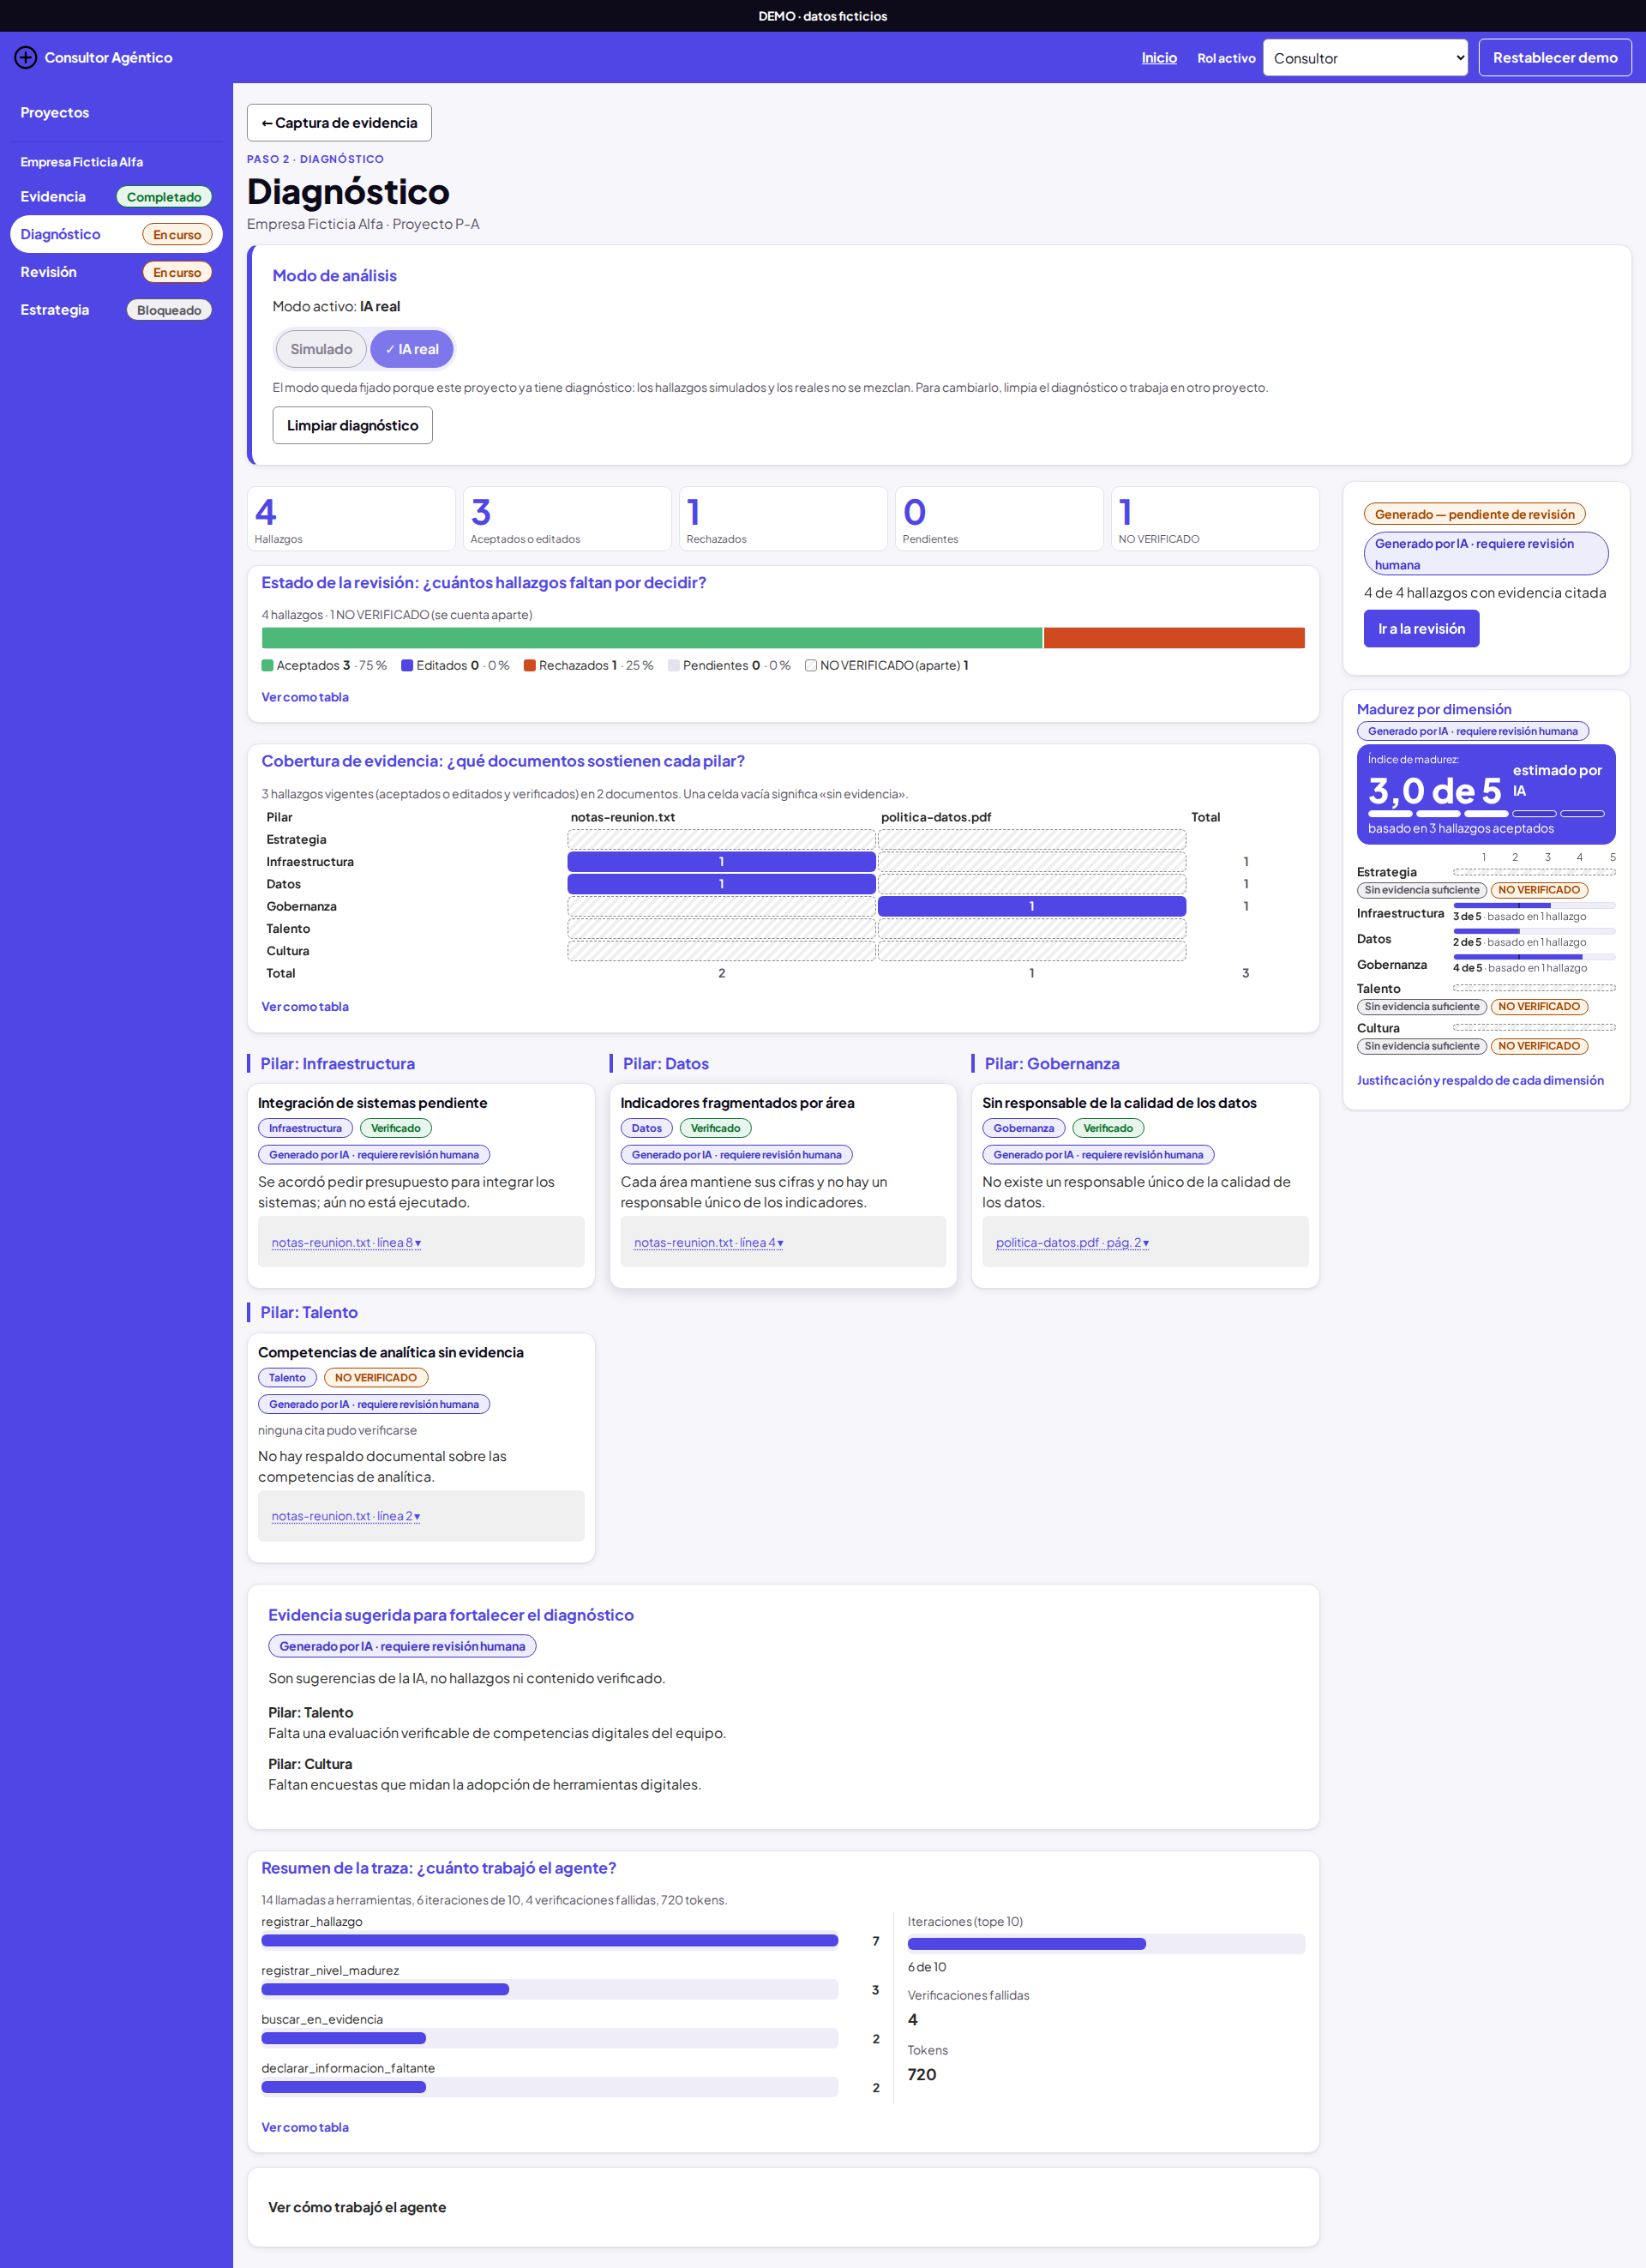 DEMO · datos ficticios
Consultor Agéntico
Inicio
Rol activo
Consultor
Restablecer demo
Proyectos
Empresa Ficticia Alfa
Evidencia
Completado
Diagnóstico
En curso
Revisión
En curso
Estrategia
Bloqueado
← Captura de evidencia
PASO 2 · DIAGNÓSTICO
Diagnóstico
Empresa Ficticia Alfa · Proyecto P-A
Modo de análisis
Modo activo: IA real
Simulado
✓ IA real
El modo queda fijado porque este proyecto ya tiene diagnóstico: los hallazgos simulados y los reales no se mezclan. Para cambiarlo, limpia el diagnóstico o trabaja en otro proyecto.
Limpiar diagnóstico
4
Hallazgos
3
Aceptados o editados
1
Rechazados
0
Pendientes
1
NO VERIFICADO
Estado de la revisión: ¿cuántos hallazgos faltan por decidir?
4 hallazgos · 1 NO VERIFICADO (se cuenta aparte)
Aceptados 3 · 75 %
Editados 0 · 0 %
Rechazados 1 · 25 %
Pendientes 0 · 0 %
NO VERIFICADO (aparte) 1
Ver como tabla
Cobertura de evidencia: ¿qué documentos sostienen cada pilar?
3 hallazgos vigentes (aceptados o editados y verificados) en 2 documentos. Una celda vacía significa «sin evidencia».
Pilar notas-reunion.txt politica-datos.pdf Total
Estrategia
Infraestructura 1 1
Datos 1 1
Gobernanza 1 1
Talento
Cultura
Total 2 1 3
Ver como tabla
Pilar: Infraestructura
Integración de sistemas pendiente
Infraestructura
Verificado
Generado por IA · requiere revisión humana
Se acordó pedir presupuesto para integrar los
sistemas; aún no está ejecutado.
notas-reunion.txt · línea 8 ▾
Pilar: Datos
Indicadores fragmentados por área
Datos
Verificado
Generado por IA · requiere revisión humana
Cada área mantiene sus cifras y no hay un
responsable único de los indicadores.
notas-reunion.txt · línea 4 ▾
Pilar: Gobernanza
Sin responsable de la calidad de los datos
Gobernanza
Verificado
Generado por IA · requiere revisión humana
No existe un responsable único de la calidad de
los datos.
politica-datos.pdf · pág. 2 ▾
Pilar: Talento
Competencias de analítica sin evidencia
Talento
NO VERIFICADO
Generado por IA · requiere revisión humana
ninguna cita pudo verificarse
No hay respaldo documental sobre las
competencias de analítica.
notas-reunion.txt · línea 2 ▾
Evidencia sugerida para fortalecer el diagnóstico
Generado por IA · requiere revisión humana
Son sugerencias de la IA, no hallazgos ni contenido verificado.
Pilar: Talento
Falta una evaluación verificable de competencias digitales del equipo.
Pilar: Cultura
Faltan encuestas que midan la adopción de herramientas digitales.
Resumen de la traza: ¿cuánto trabajó el agente?
14 llamadas a herramientas, 6 iteraciones de 10, 4 verificaciones fallidas, 720 tokens.
registrar_hallazgo
7
registrar_nivel_madurez
3
buscar_en_evidencia
2
declarar_informacion_faltante
2
Iteraciones (tope 10)
6 de 10
Verificaciones fallidas
4
Tokens
720
Ver como tabla
Ver cómo trabajó el agente
Generado — pendiente de revisión
Generado por IA · requiere revisión
humana
4 de 4 hallazgos con evidencia citada
Ir a la revisión
Madurez por dimensión
Generado por IA · requiere revisión humana
Índice de madurez:
3,0 de 5
estimado por
IA
basado en 3 hallazgos aceptados
1 2 3 4 5
Estrategia
Sin evidencia suficiente
NO VERIFICADO
Infraestructura
3 de 5 · basado en 1 hallazgo
Datos
2 de 5 · basado en 1 hallazgo
Gobernanza
4 de 5 · basado en 1 hallazgo
Talento
Sin evidencia suficiente
NO VERIFICADO
Cultura
Sin evidencia suficiente
NO VERIFICADO
Justificación y respaldo de cada dimensión